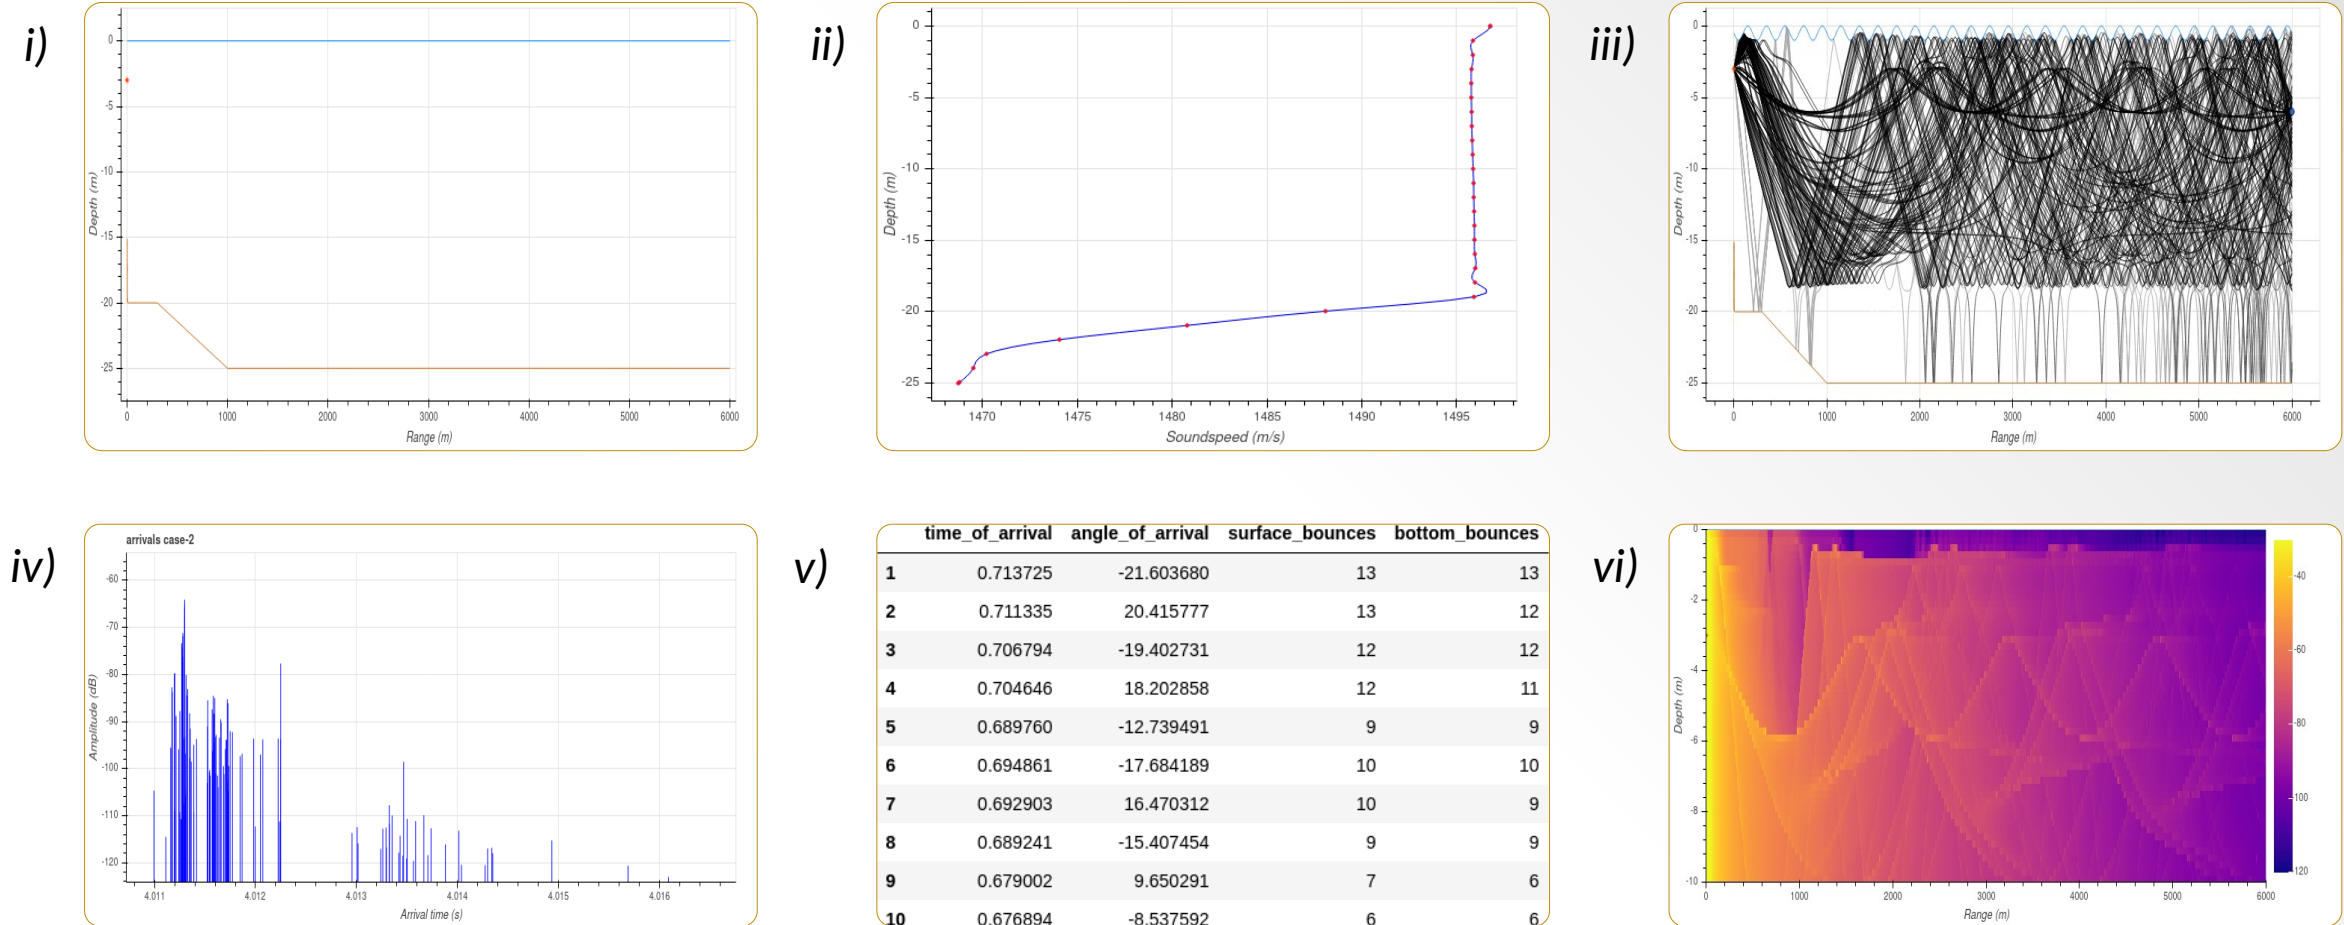 i)
0
-5
-10
-15
-20
-25
Depth (m)
0 1000 2000 3000 4000 5000 6000
Range (m)
ii)
0
-5
-10
-15
-20
-25
Depth (m)
1470 1475 1480 1485 1490 1495
Soundspeed (m/s)
iii)
0
-5
-10
-15
-20
-25
Depth (m)
0 1000 2000 3000 4000 5000 6000
Range (m)
iv)
arrivals case-2
-60
-70
-80
-90
-100
-110
-120
Amplitude (dB)
4.011 4.012 4.013 4.014 4.015 4.016
Arrival time (s)
v)
time_of_arrival angle_of_arrival surface_bounces bottom_bounces
1 0.713725 -21.603680 13 13
2 0.711335 20.415777 13 12
3 0.706794 -19.402731 12 12
4 0.704646 18.202858 12 11
5 0.689760 -12.739491 9 9
6 0.694861 -17.684189 10 10
7 0.692903 16.470312 10 9
8 0.689241 -15.407454 9 9
9 0.679002 9.650291 7 6
10 0.676894 -8.537592 6 6
vi)
0
-2
-4
-6
-8
-10
Depth (m)
0 1000 2000 3000 4000 5000 6000
Range (m)
-40
-60
-80
-100
-120